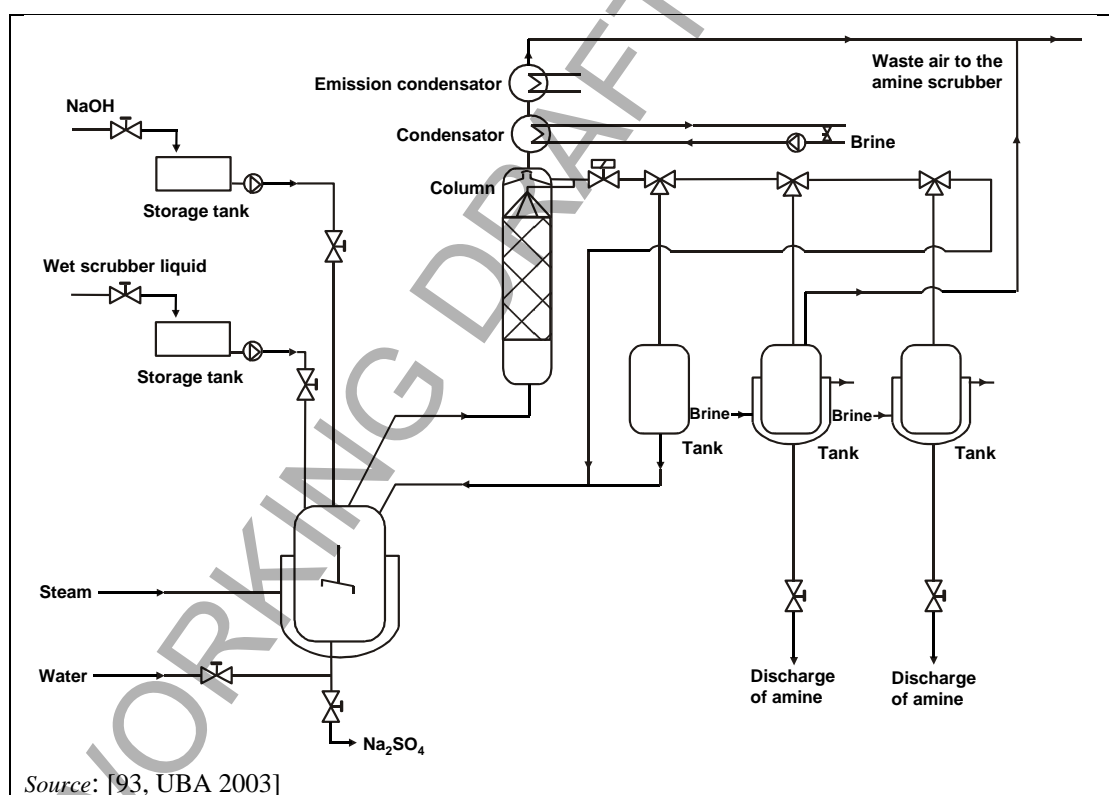 Waste air to the
amine scrubber
Emission condensator
NaOH
Condensator
Brine
Column
Storage tank
Wet scrubber liquid
Storage tank
Brine
Brine
Tank
Tank
Tank
Steam
Water
Discharge
of amine
Discharge
of amine
Na₂SO₄
Source: [93, UBA 2003]
WORKING DRAFT